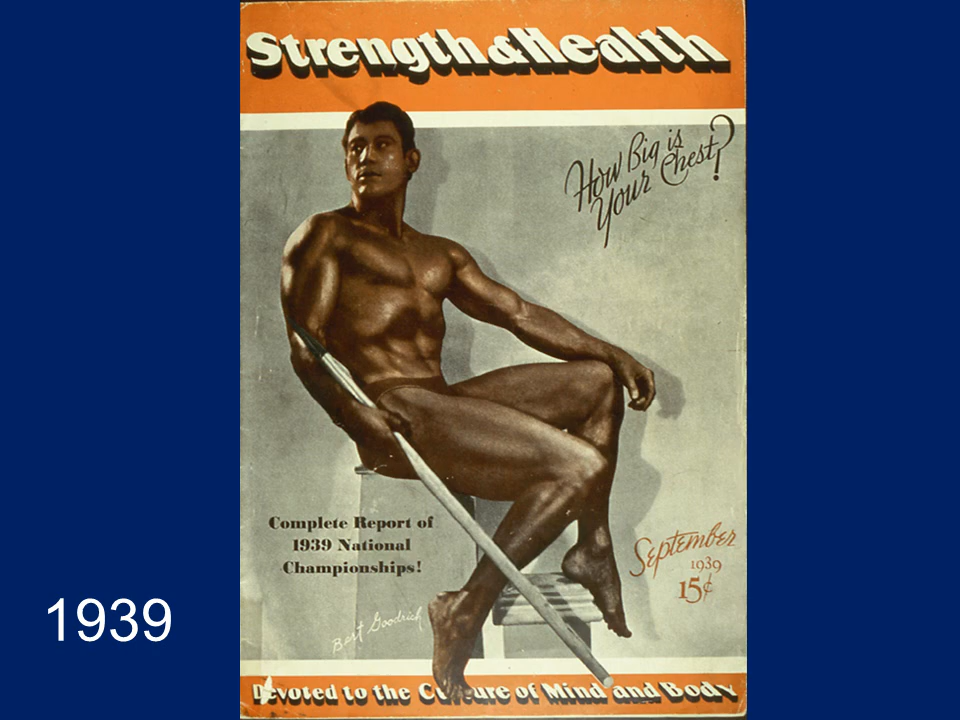 Strength & Health
How Big is
Your Chest?
Complete Report of
1939 National
Championships!
September
1939
15¢
Bert Goodrich
1939
Devoted to the Culture of Mind and Body